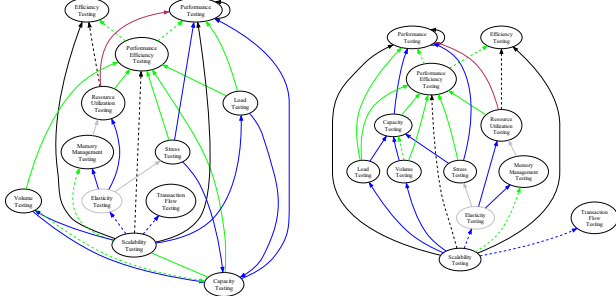 Efficiency
Testing
Performance
Testing
Performance
Efficiency
Testing
Resource
Utilization
Testing
Load
Testing
Memory
Management
Testing
Stress
Testing
Volume
Testing
Elasticity
Testing
Transaction
Flow Testing
Scalability
Testing
Capacity
Testing
Performance
Testing
Efficiency
Testing
Performance
Efficiency
Testing
Capacity
Testing
Resource
Utilization
Testing
Load
Testing
Volume
Testing
Stress
Testing
Memory
Management
Testing
Elasticity
Testing
Transaction
Flow Testing
Scalability
Testing